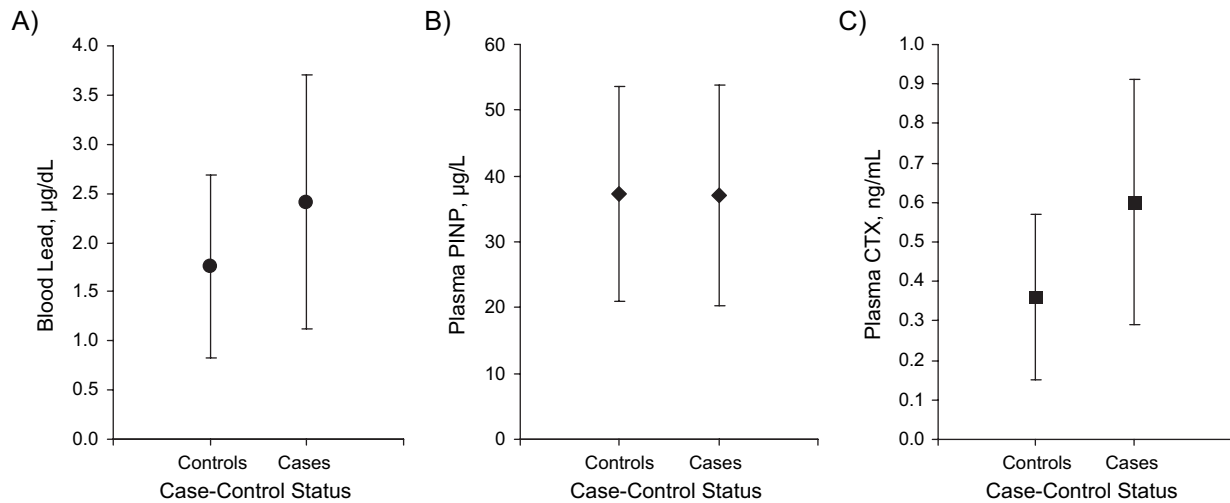 A)
4.0
3.5
3.0
2.5
2.0
1.5
1.0
0.5
0.0
Blood Lead, µg/dL
Controls Cases
Case-Control Status
B)
60
50
40
30
20
10
0
Plasma PINP, µg/L
Controls Cases
Case-Control Status
C)
1.0
0.9
0.8
0.7
0.6
0.5
0.4
0.3
0.2
0.1
0.0
Plasma CTX, ng/mL
Controls Cases
Case-Control Status